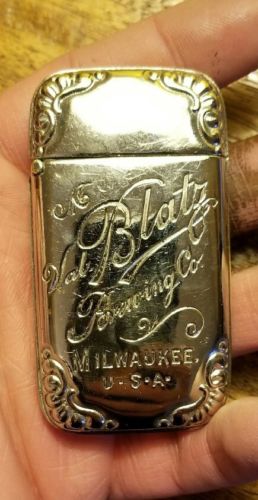 Val. Blatz
Brewing Co.
MILWAUKEE,
U.S.A.